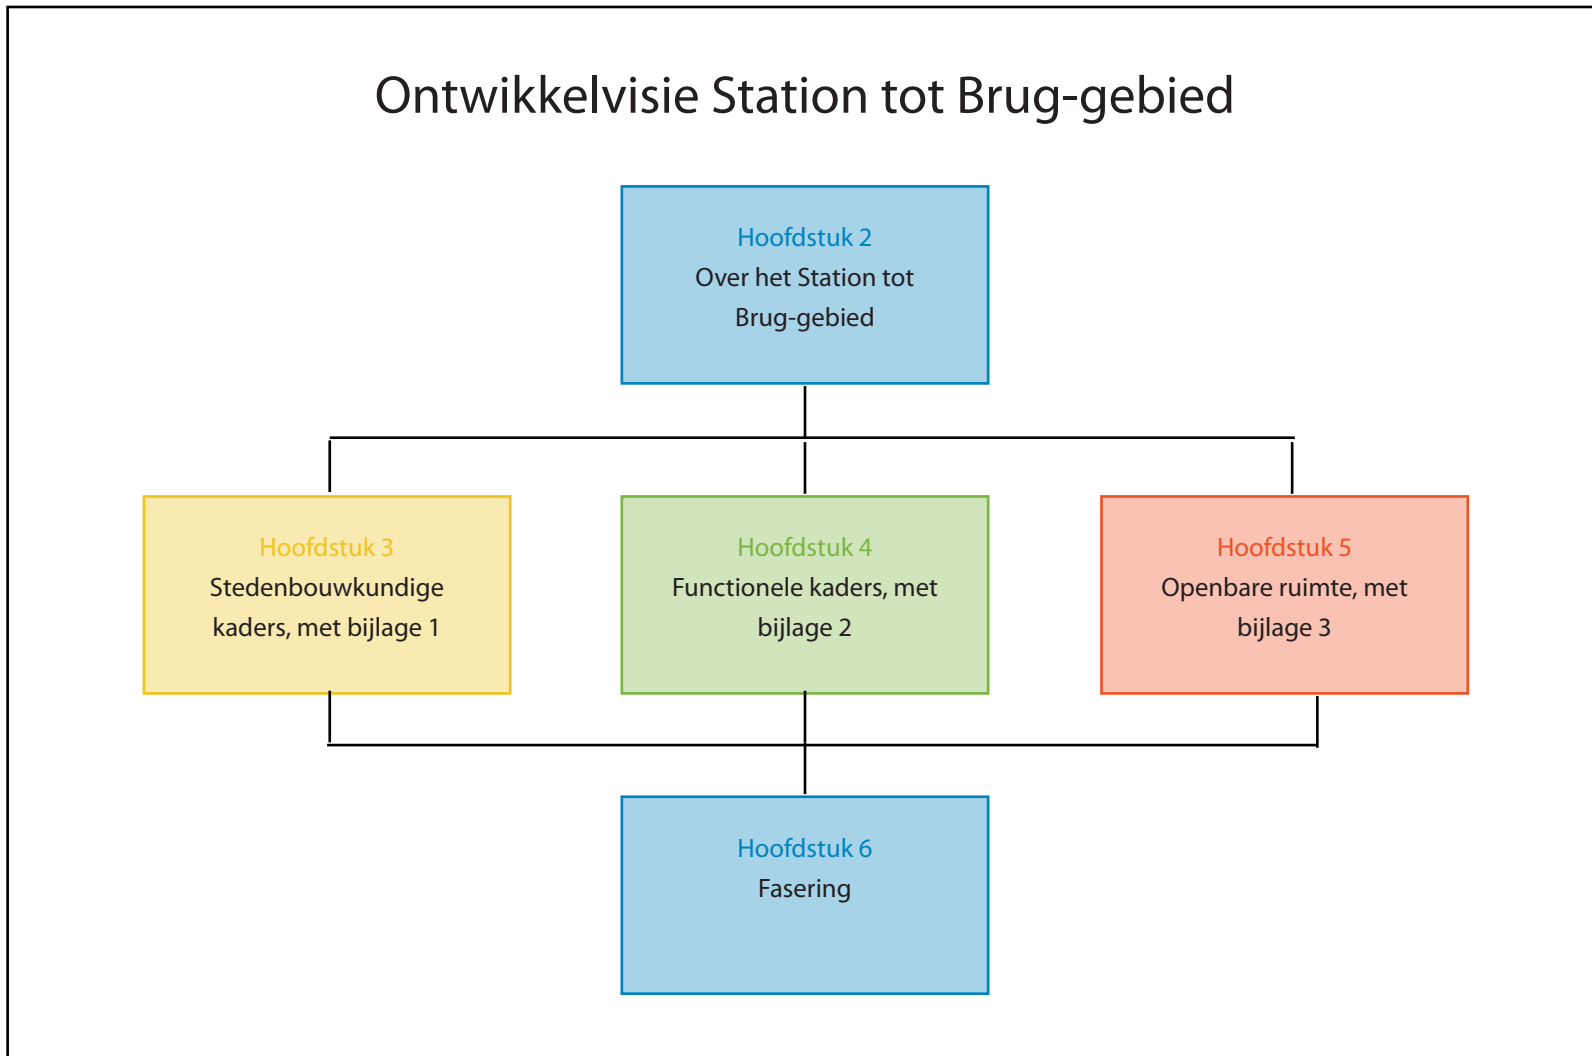 Ontwikkelvisie Station tot Brug-gebied
Hoofdstuk 2
Over het Station tot
Brug-gebied
Hoofdstuk 3
Stedenbouwkundige
kaders, met bijlage 1
Hoofdstuk 4
Functionele kaders, met
bijlage 2
Hoofdstuk 5
Openbare ruimte, met
bijlage 3
Hoofdstuk 6
Fasering